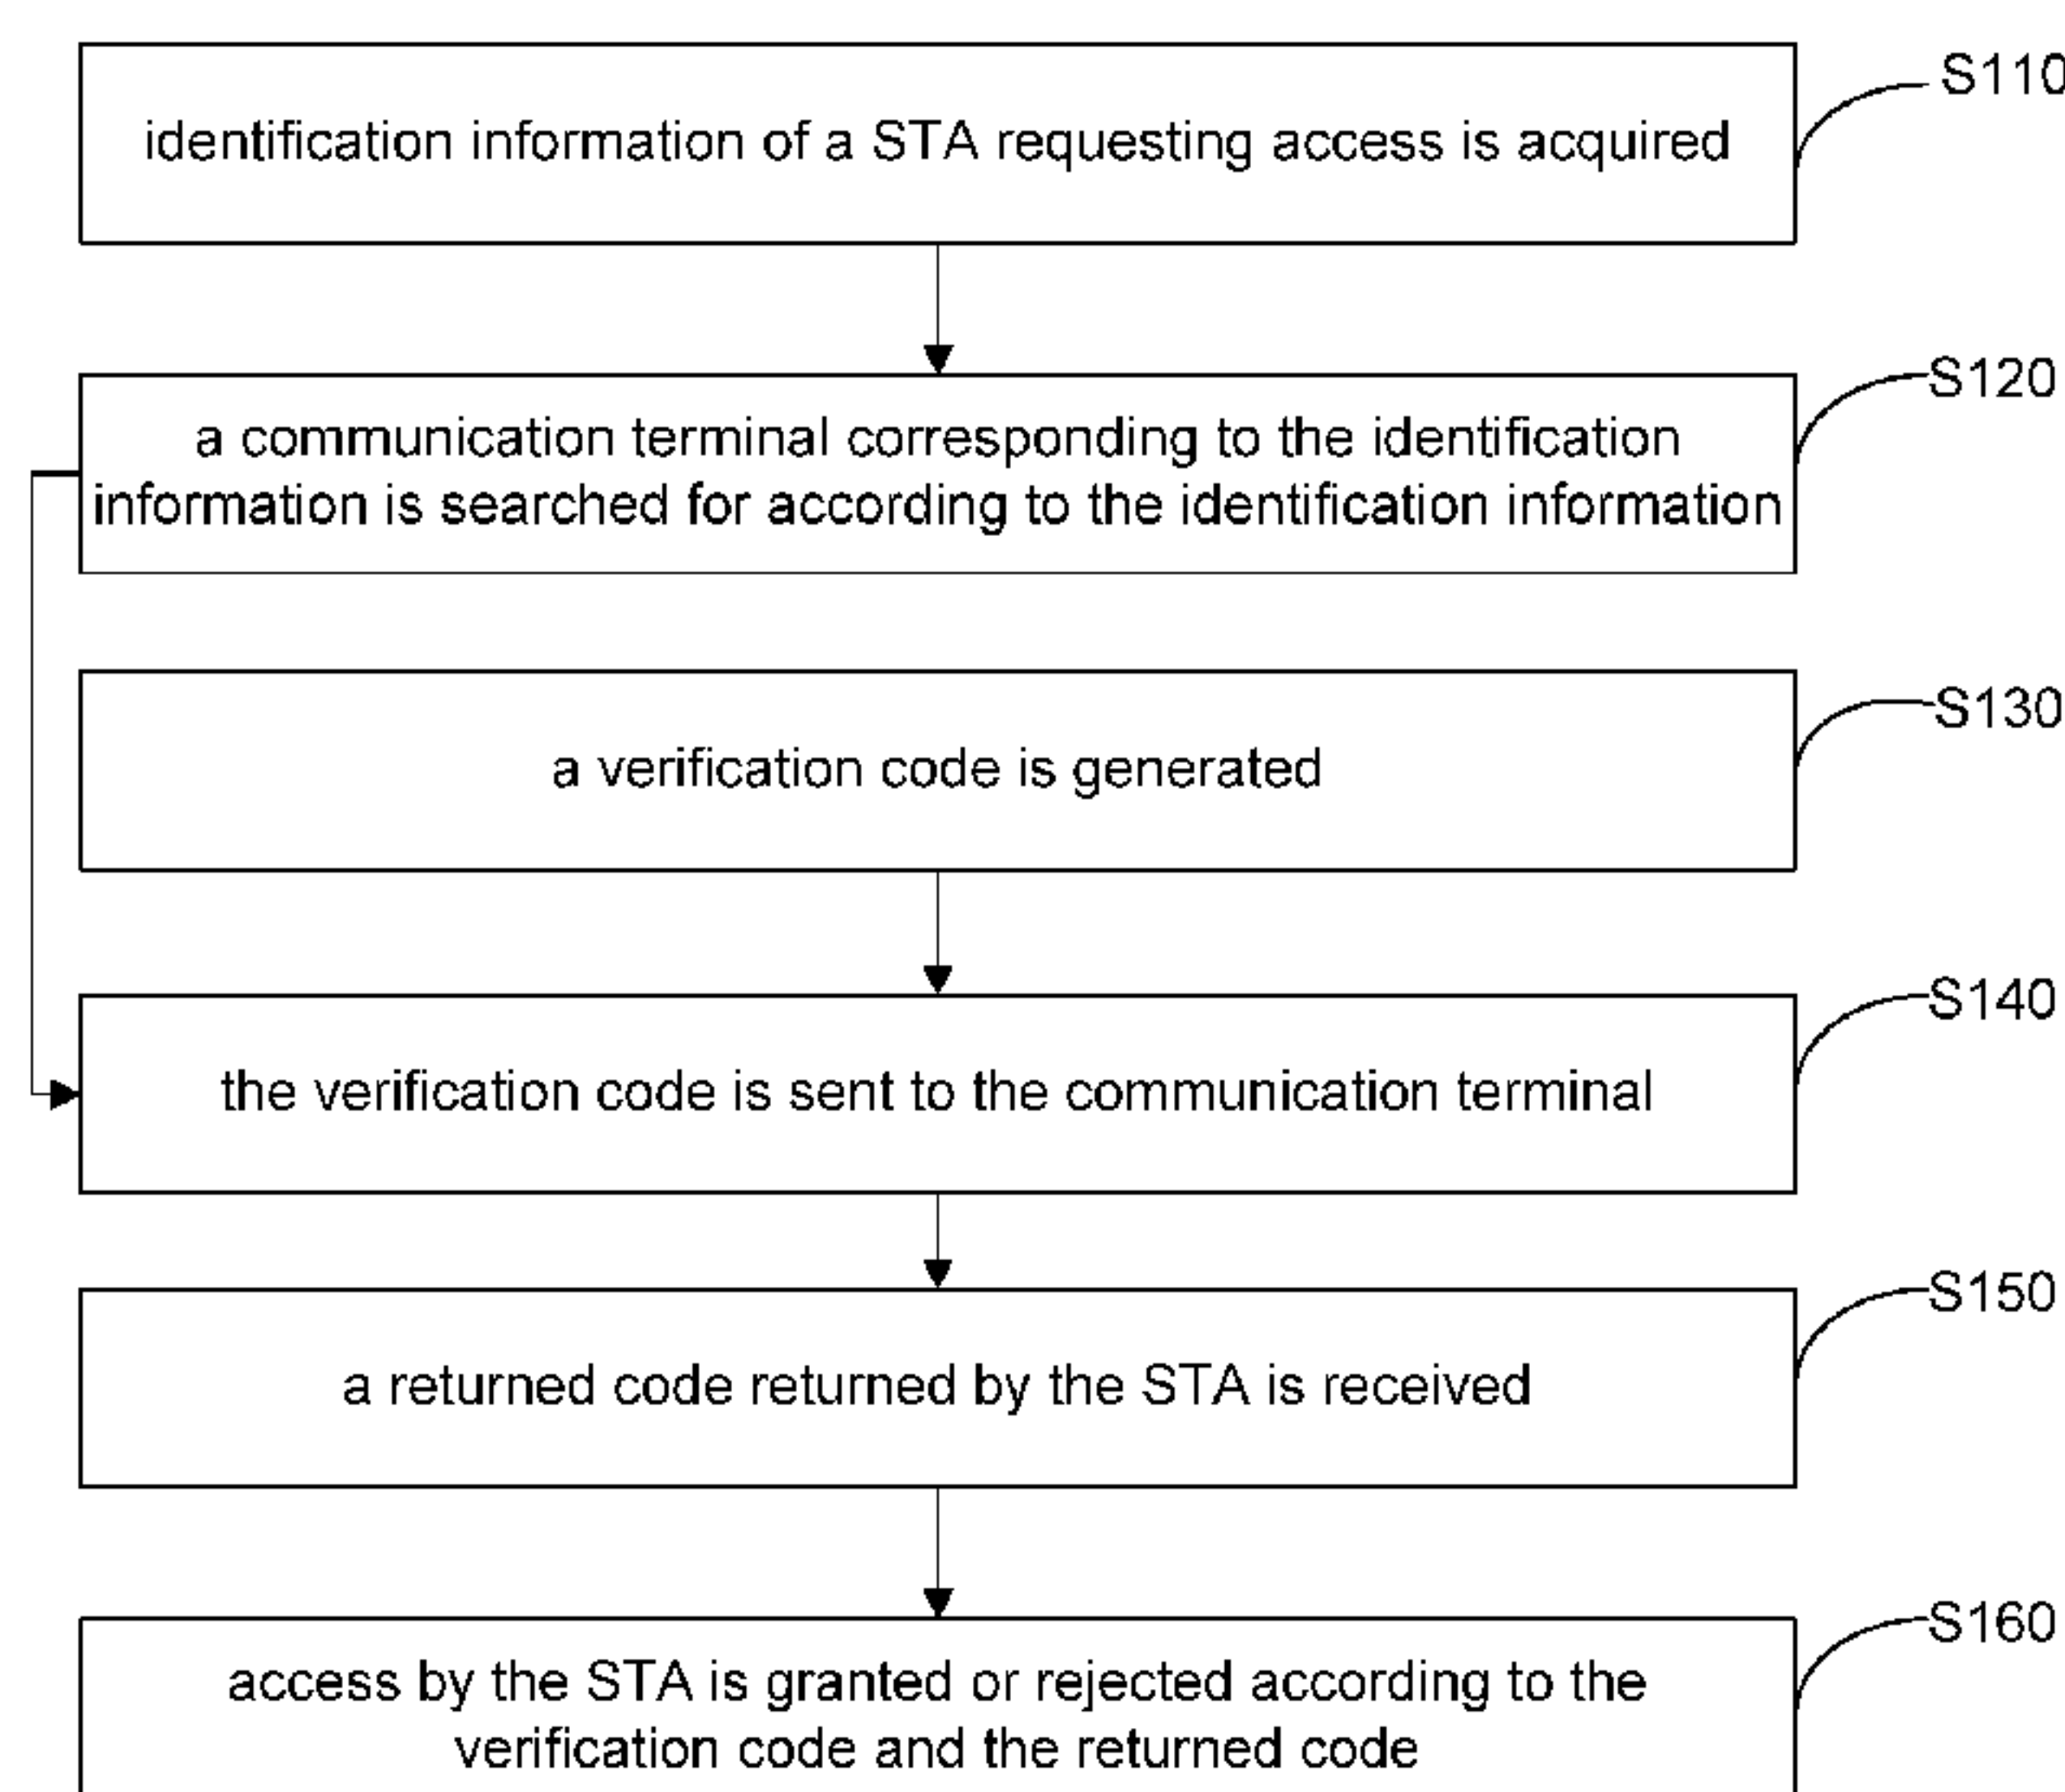 S110
identification information of a STA requesting access is acquired
S120
a communication terminal corresponding to the identification
information is searched for according to the identification information
S130
a verification code is generated
S140
the verification code is sent to the communication terminal
S150
a returned code returned by the STA is received
S160
access by the STA is granted or rejected according to the
verification code and the returned code